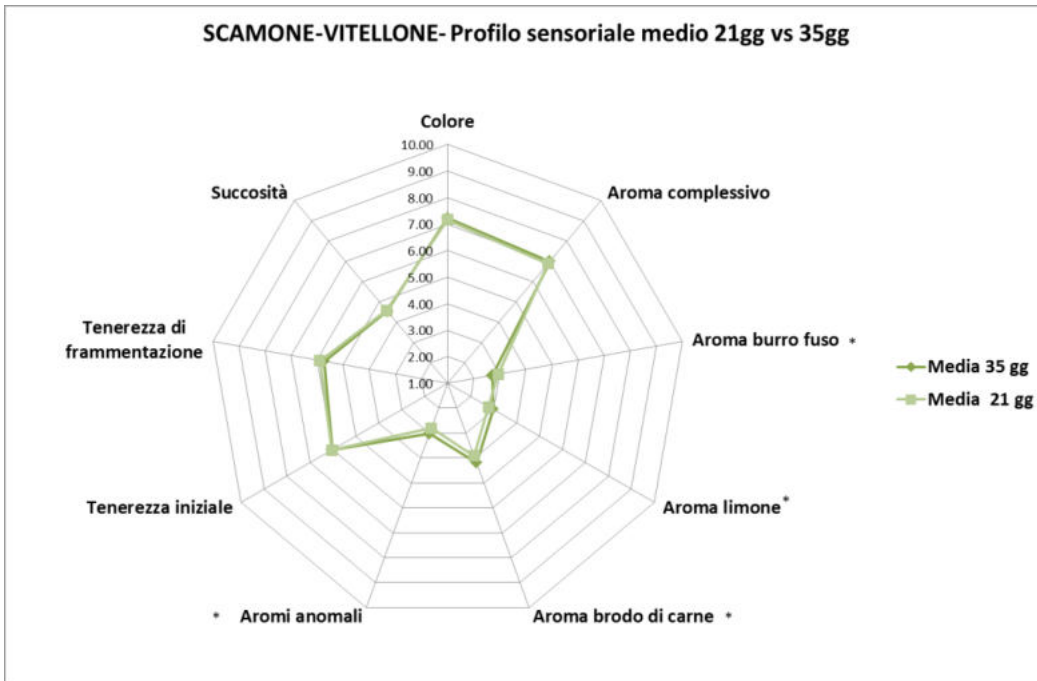 SCAMONE-VITELLONE- Profilo sensoriale medio 21gg vs 35gg
Colore
10.00
9.00
8.00
7.00
6.00
5.00
4.00
3.00
2.00
1.00
Aroma complessivo
Aroma burro fuso *
Aroma limone*
Aroma brodo di carne *
* Aromi anomali
Tenerezza iniziale
Tenerezza di
frammentazione
Succosità
Media 35 gg
Media 21 gg